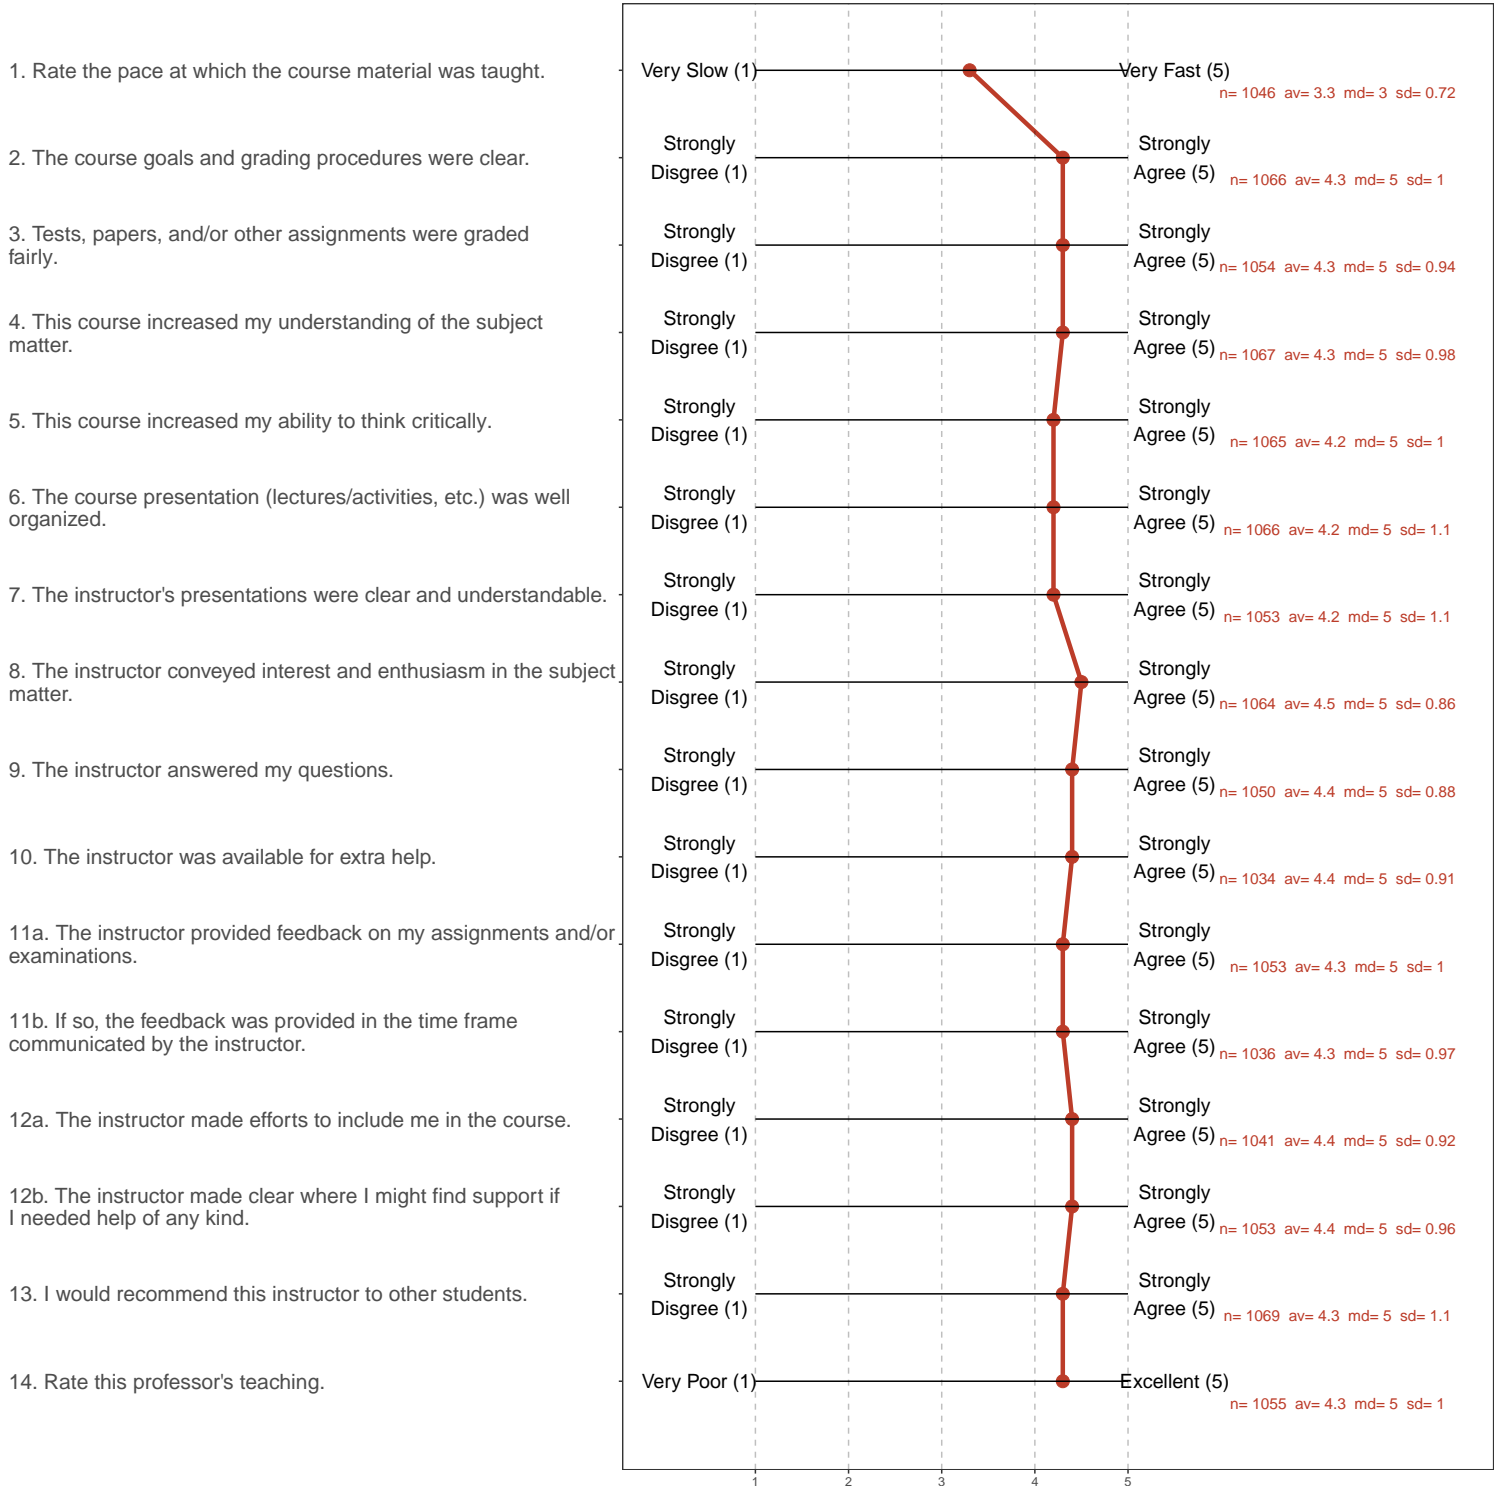 1. Rate the pace at which the course material was taught.
Very Slow (1)
Very Fast (5)
n= 1046 av= 3.3 md= 3 sd= 0.72
2. The course goals and grading procedures were clear.
Strongly
Disgree (1)
Strongly
Agree (5)
n= 1066 av= 4.3 md= 5 sd= 1
3. Tests, papers, and/or other assignments were graded
fairly.
Strongly
Disgree (1)
Strongly
Agree (5)
n= 1054 av= 4.3 md= 5 sd= 0.94
4. This course increased my understanding of the subject
matter.
Strongly
Disgree (1)
Strongly
Agree (5)
n= 1067 av= 4.3 md= 5 sd= 0.98
5. This course increased my ability to think critically.
Strongly
Disgree (1)
Strongly
Agree (5)
n= 1065 av= 4.2 md= 5 sd= 1
6. The course presentation (lectures/activities, etc.) was well
organized.
Strongly
Disgree (1)
Strongly
Agree (5)
n= 1066 av= 4.2 md= 5 sd= 1.1
7. The instructor's presentations were clear and understandable.
Strongly
Disgree (1)
Strongly
Agree (5)
n= 1053 av= 4.2 md= 5 sd= 1.1
8. The instructor conveyed interest and enthusiasm in the subject
matter.
Strongly
Disgree (1)
Strongly
Agree (5)
n= 1064 av= 4.5 md= 5 sd= 0.86
9. The instructor answered my questions.
Strongly
Disgree (1)
Strongly
Agree (5)
n= 1050 av= 4.4 md= 5 sd= 0.88
10. The instructor was available for extra help.
Strongly
Disgree (1)
Strongly
Agree (5)
n= 1034 av= 4.4 md= 5 sd= 0.91
11a. The instructor provided feedback on my assignments and/or
examinations.
Strongly
Disgree (1)
Strongly
Agree (5)
n= 1053 av= 4.3 md= 5 sd= 1
11b. If so, the feedback was provided in the time frame
communicated by the instructor.
Strongly
Disgree (1)
Strongly
Agree (5)
n= 1036 av= 4.3 md= 5 sd= 0.97
12a. The instructor made efforts to include me in the course.
Strongly
Disgree (1)
Strongly
Agree (5)
n= 1041 av= 4.4 md= 5 sd= 0.92
12b. The instructor made clear where I might find support if
I needed help of any kind.
Strongly
Disgree (1)
Strongly
Agree (5)
n= 1053 av= 4.4 md= 5 sd= 0.96
13. I would recommend this instructor to other students.
Strongly
Disgree (1)
Strongly
Agree (5)
n= 1069 av= 4.3 md= 5 sd= 1.1
14. Rate this professor's teaching.
Very Poor (1)
Excellent (5)
n= 1055 av= 4.3 md= 5 sd= 1
1 2 3 4 5